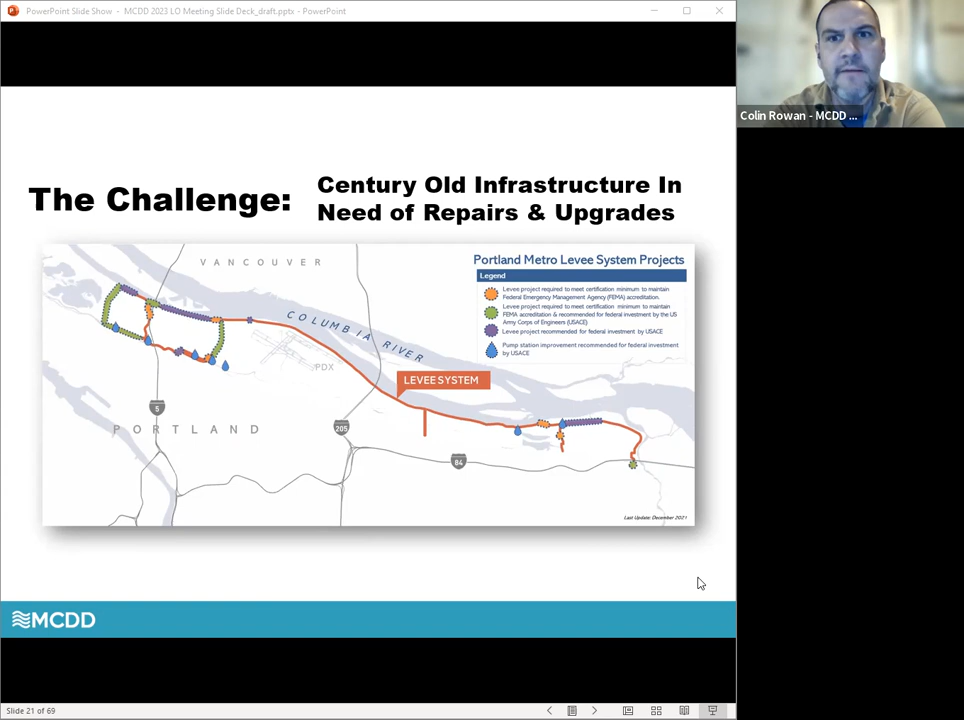 PowerPoint Slide Show - MCDD 2023 LO Meeting Slide Deck_draft.pptx - PowerPoint
Colin Rowan - MCDD ...
The Challenge:
Century Old Infrastructure In
Need of Repairs & Upgrades
VANCOUVER
Portland Metro Levee System Projects
Legend
Levee project required to meet certification minimum to maintain
Federal Emergency Management Agency (FEMA) accreditation.
Levee project required to meet certification minimum to maintain
FEMA accreditation & recommended for federal investment by the US
Army Corps of Engineers (USACE)
Levee project recommended for federal investment by USACE
Pump station improvement recommended for federal investment
by USACE
COLUMBIA RIVER
PDX
LEVEE SYSTEM
5
PORTLAND
205
84
Last Update: December 2021
MCDD
Slide 21 of 69